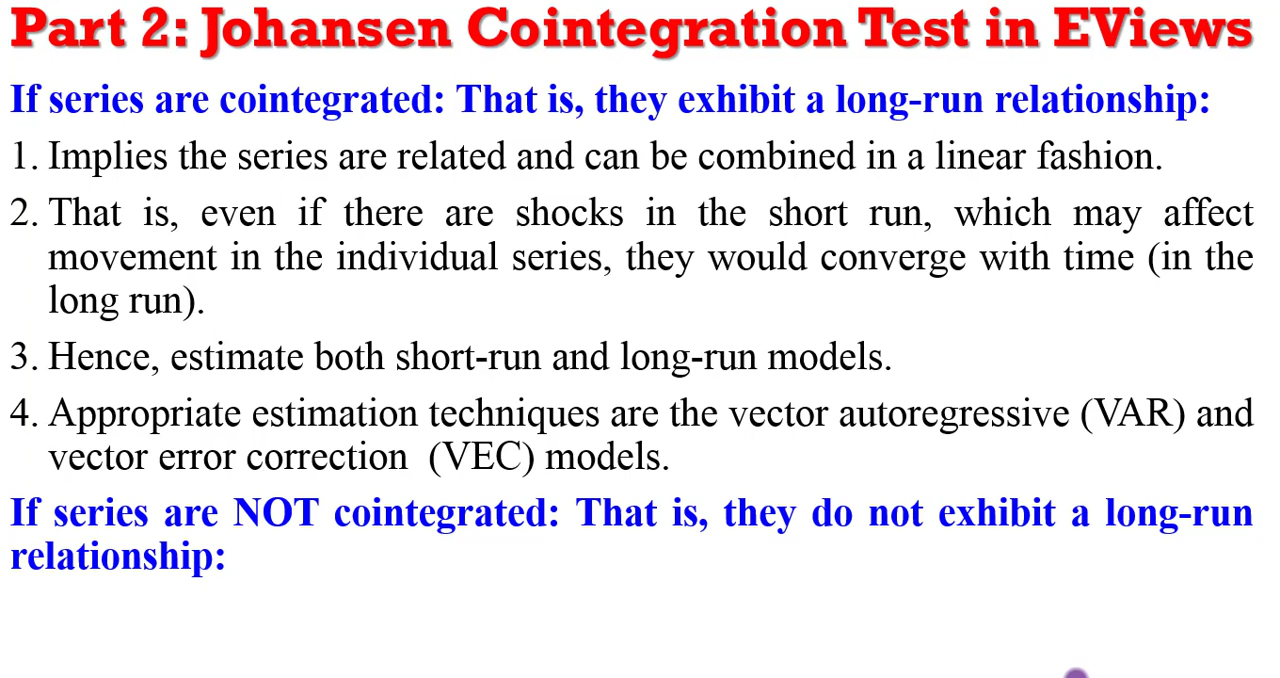 Part 2: Johansen Cointegration Test in EViews
If series are cointegrated: That is, they exhibit a long-run relationship:
1. Implies the series are related and can be combined in a linear fashion.
2. That is, even if there are shocks in the short run, which may affect
movement in the individual series, they would converge with time (in the
long run).
3. Hence, estimate both short-run and long-run models.
4. Appropriate estimation techniques are the vector autoregressive (VAR) and
vector error correction (VEC) models.
If series are NOT cointegrated: That is, they do not exhibit a long-run
relationship: